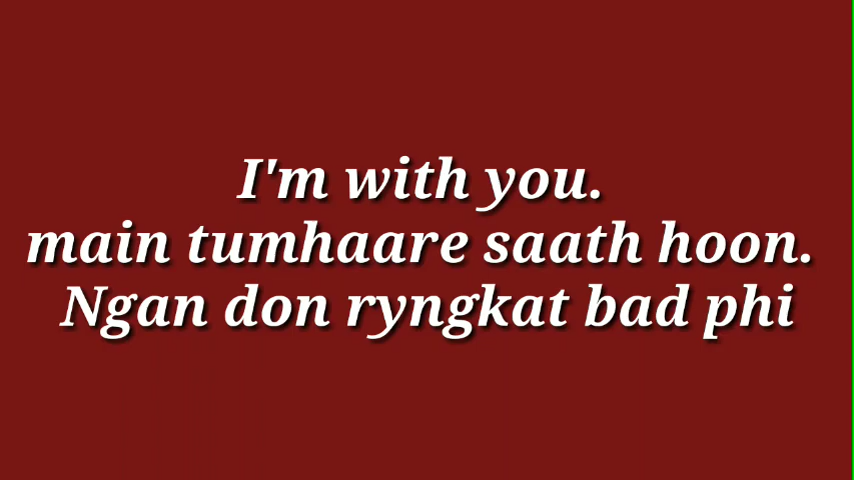 I'm with you.
main tumhaare saath hoon.
Ngan don ryngkat bad phi